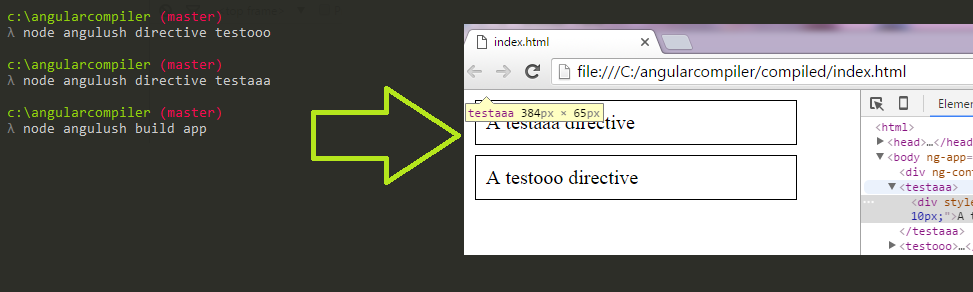 c:\angularcompiler (master)
λ node angulush directive testooo
c:\angularcompiler (master)
λ node angulush directive testaaa
c:\angularcompiler (master)
λ node angulush build app
index.html
file:///C:/angularcompiler/compiled/index.html
testaaa 384px × 65px
A testaaa directive
A testooo directive
Elemen
<html>
<head>…</head
<body ng-app=
<div ng-con
<testaaa>
<div style
10px;">A t
</testaaa>
<testooo>…</